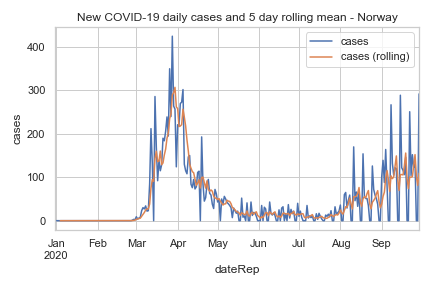 New COVID-19 daily cases and 5 day rolling mean - Norway
cases
cases (rolling)
cases
400
300
200
100
0
Jan Feb Mar Apr May Jun Jul Aug Sep
2020
dateRep